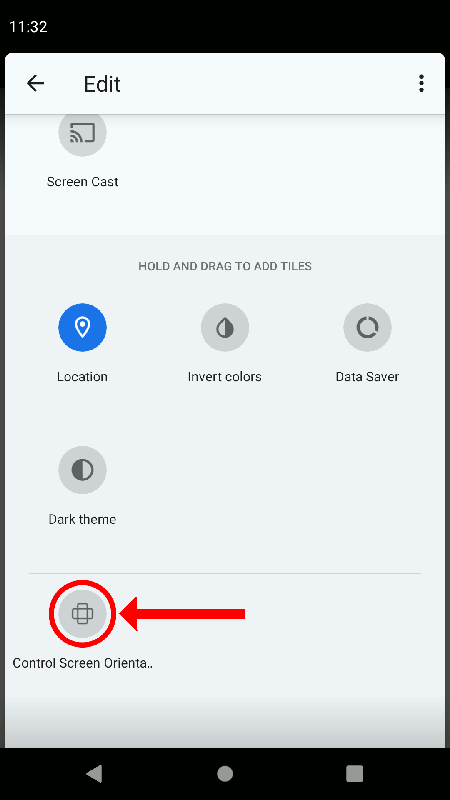 11:32
Edit
Screen Cast
HOLD AND DRAG TO ADD TILES
Location
Invert colors
Data Saver
Dark theme
Control Screen Orienta..